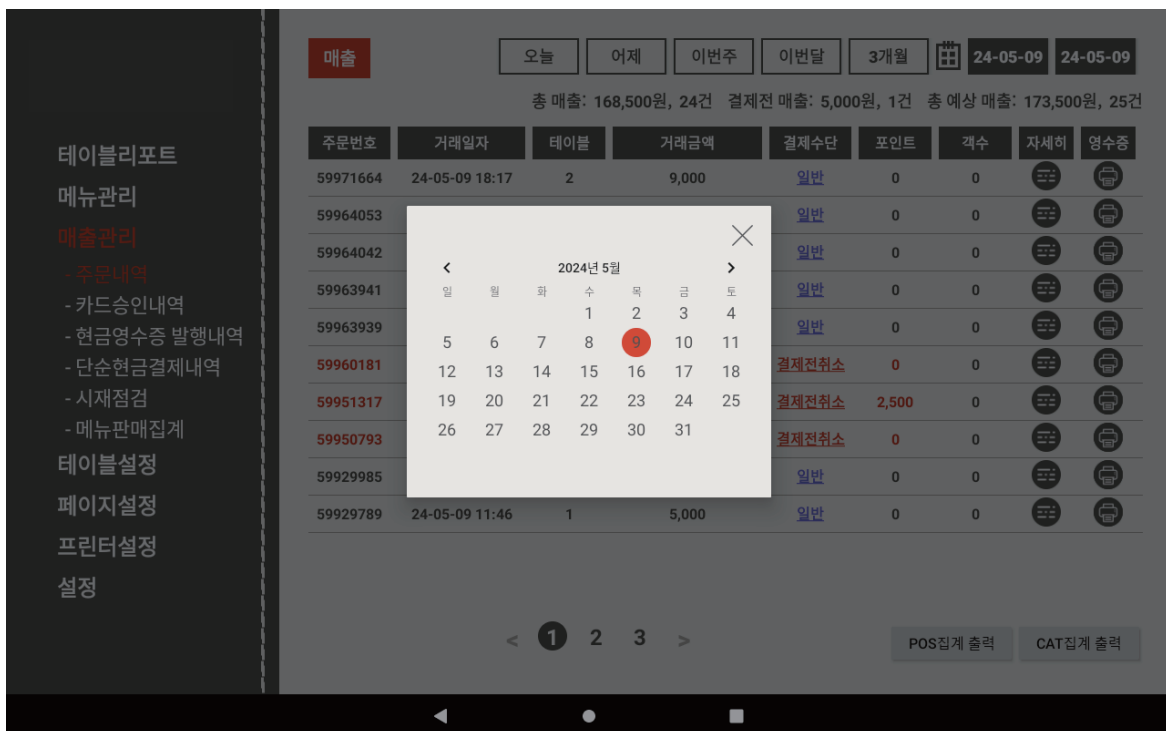 매출 오늘 어제 이번주 이번달 3개월 24-05-09 24-05-09
총 매출: 168,500원, 24건 결제전 매출: 5,000원, 1건 총 예상 매출: 173,500원, 25건
테이블리포트
메뉴관리
매출관리
- 주문내역
- 카드승인내역
- 현금영수증 발행내역
- 단순현금결제내역
- 시재점검
- 메뉴판매집계
테이블설정
페이지설정
프린터설정
설정
주문번호 거래일자 테이블 거래금액 결제수단 포인트 객수 자세히 영수증
59971664 24-05-09 18:17 2 9,000 일반 0 0
59964053 일반 0 0
59964042 일반 0 0
59963941 일반 0 0
59963939 일반 0 0
59960181 결제전취소 0 0
59951317 결제전취소 2,500 0
59950793 결제전취소 0 0
59929985 일반 0 0
59929789 24-05-09 11:46 1 5,000 일반 0 0
2024년 5월
일 월 화 수 목 금 토
1 2 3 4
5 6 7 8 9 10 11
12 13 14 15 16 17 18
19 20 21 22 23 24 25
26 27 28 29 30 31
< 1 2 3 >
POS집계 출력 CAT집계 출력